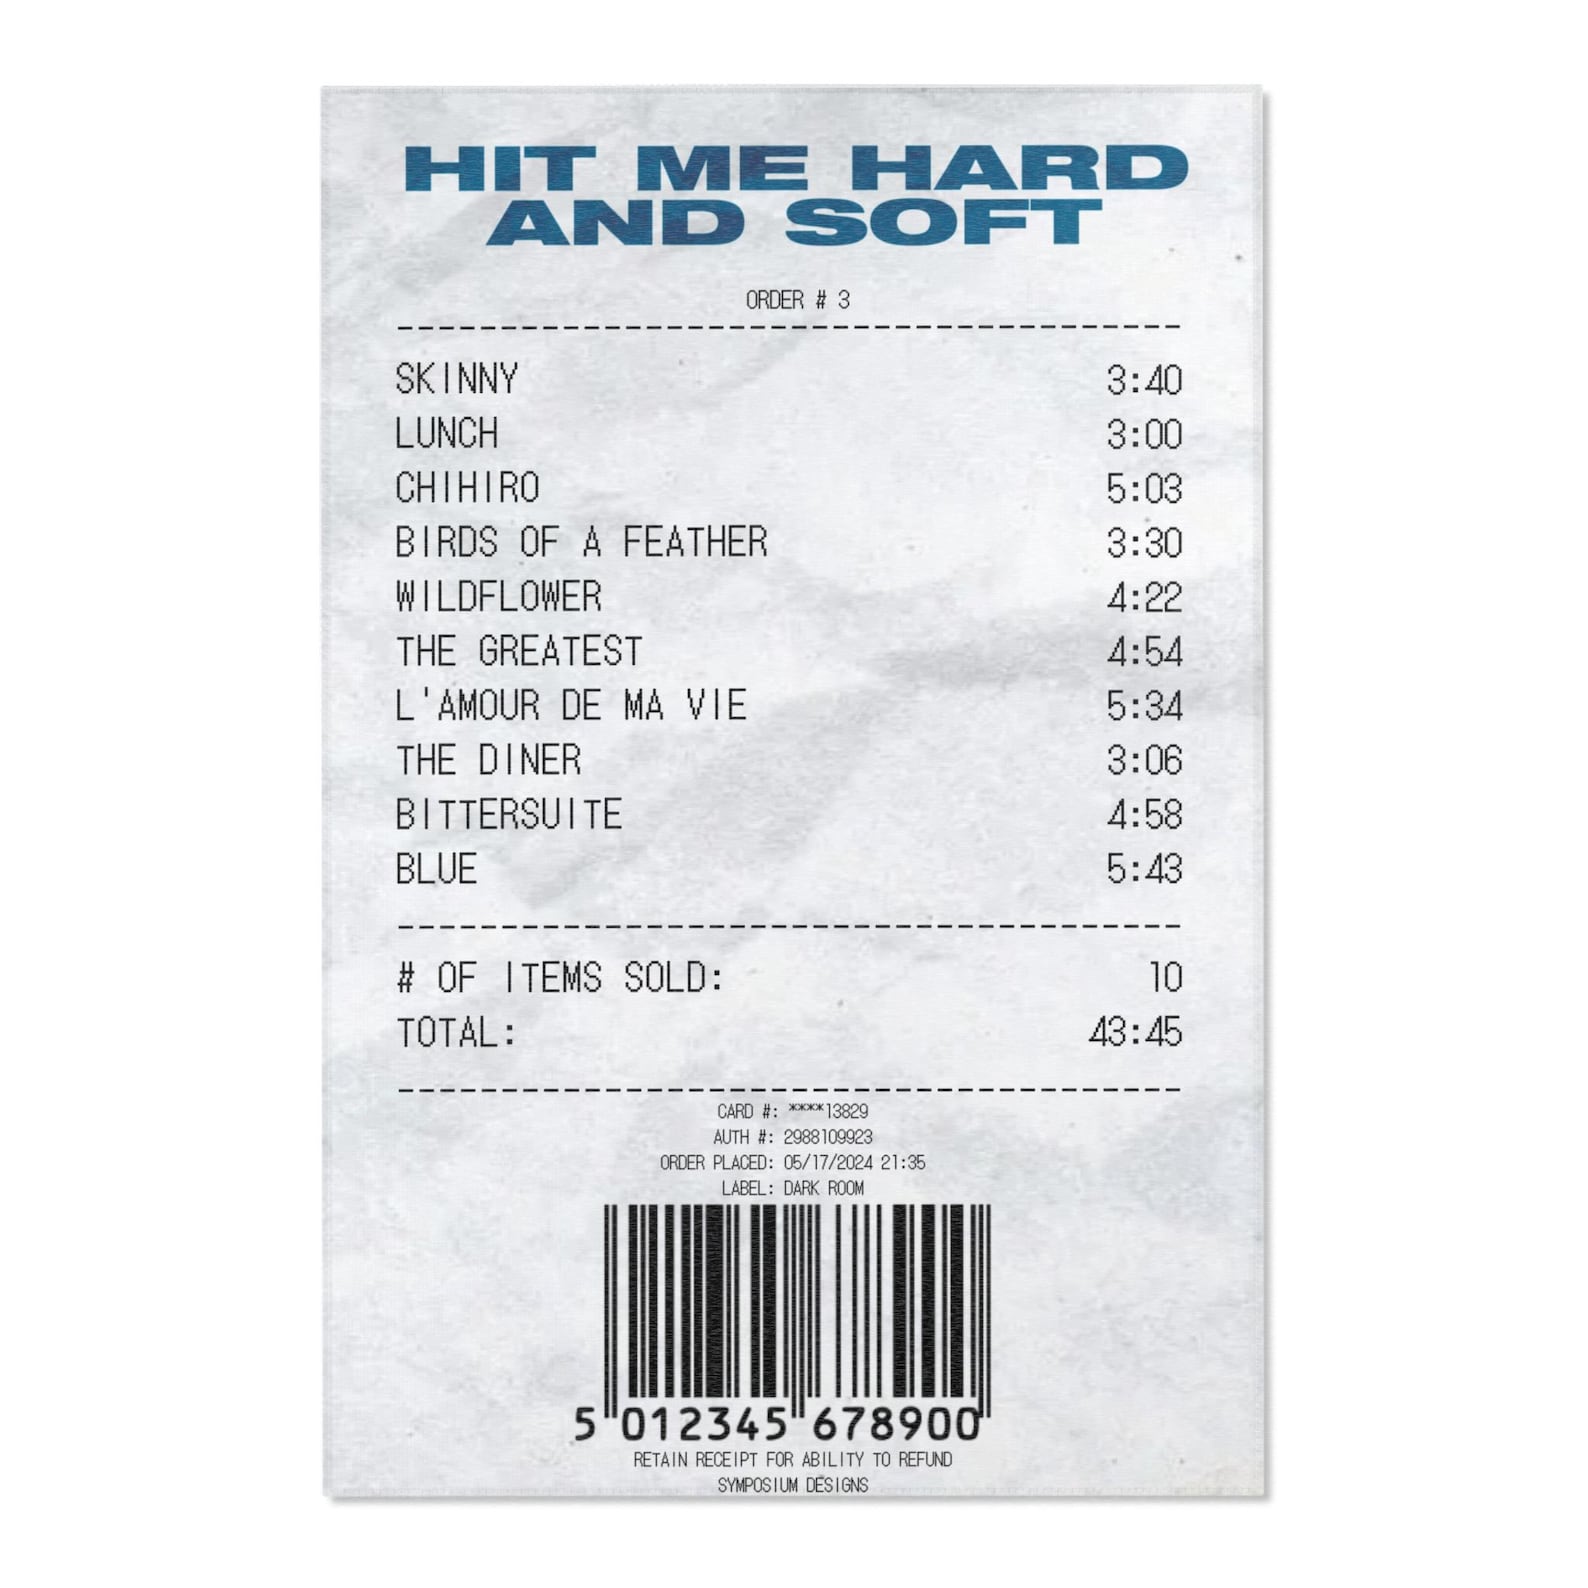 HIT ME HARD
AND SOFT
ORDER # 3
SKINNY 3:40
LUNCH 3:00
CHIHIRO 5:03
BIRDS OF A FEATHER 3:30
WILDFLOWER 4:22
THE GREATEST 4:54
L'AMOUR DE MA VIE 5:34
THE DINER 3:06
BITTERSUITE 4:58
BLUE 5:43
# OF ITEMS SOLD: 10
TOTAL: 43:45
CARD #: ****13829
AUTH #: 2988109923
ORDER PLACED: 05/17/2024 21:35
LABEL: DARK ROOM
5 012345 678900
RETAIN RECEIPT FOR ABILITY TO REFUND
SYMPOSIUM DESIGNS